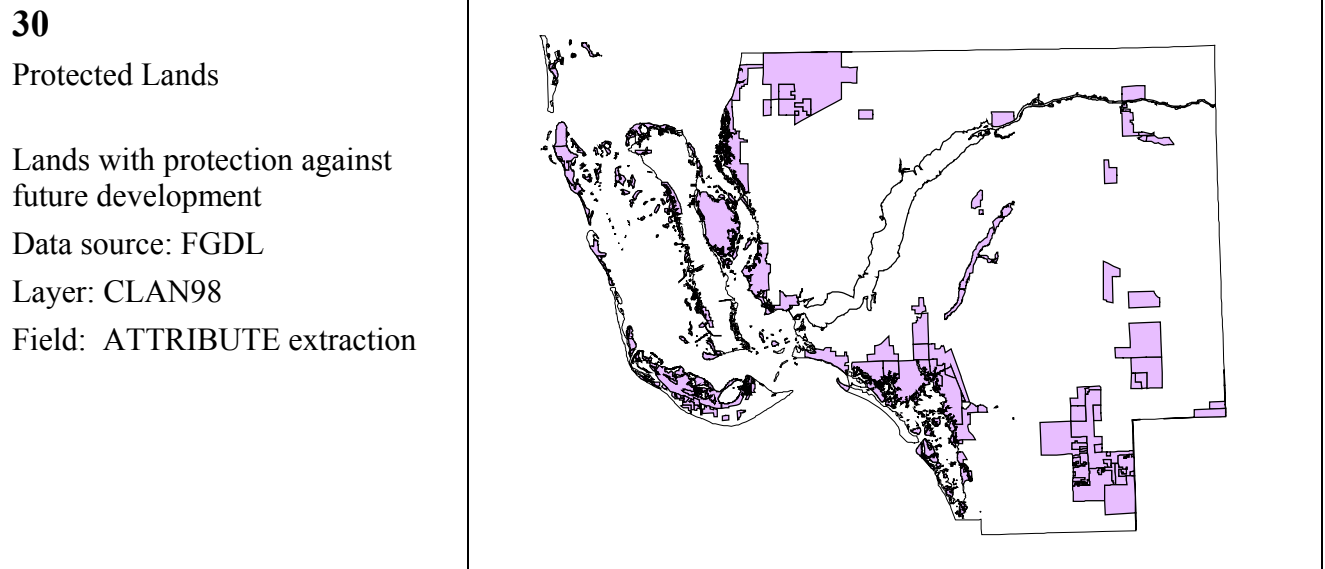 30
Protected Lands
Lands with protection against
future development
Data source: FGDL
Layer: CLAN98
Field: ATTRIBUTE extraction